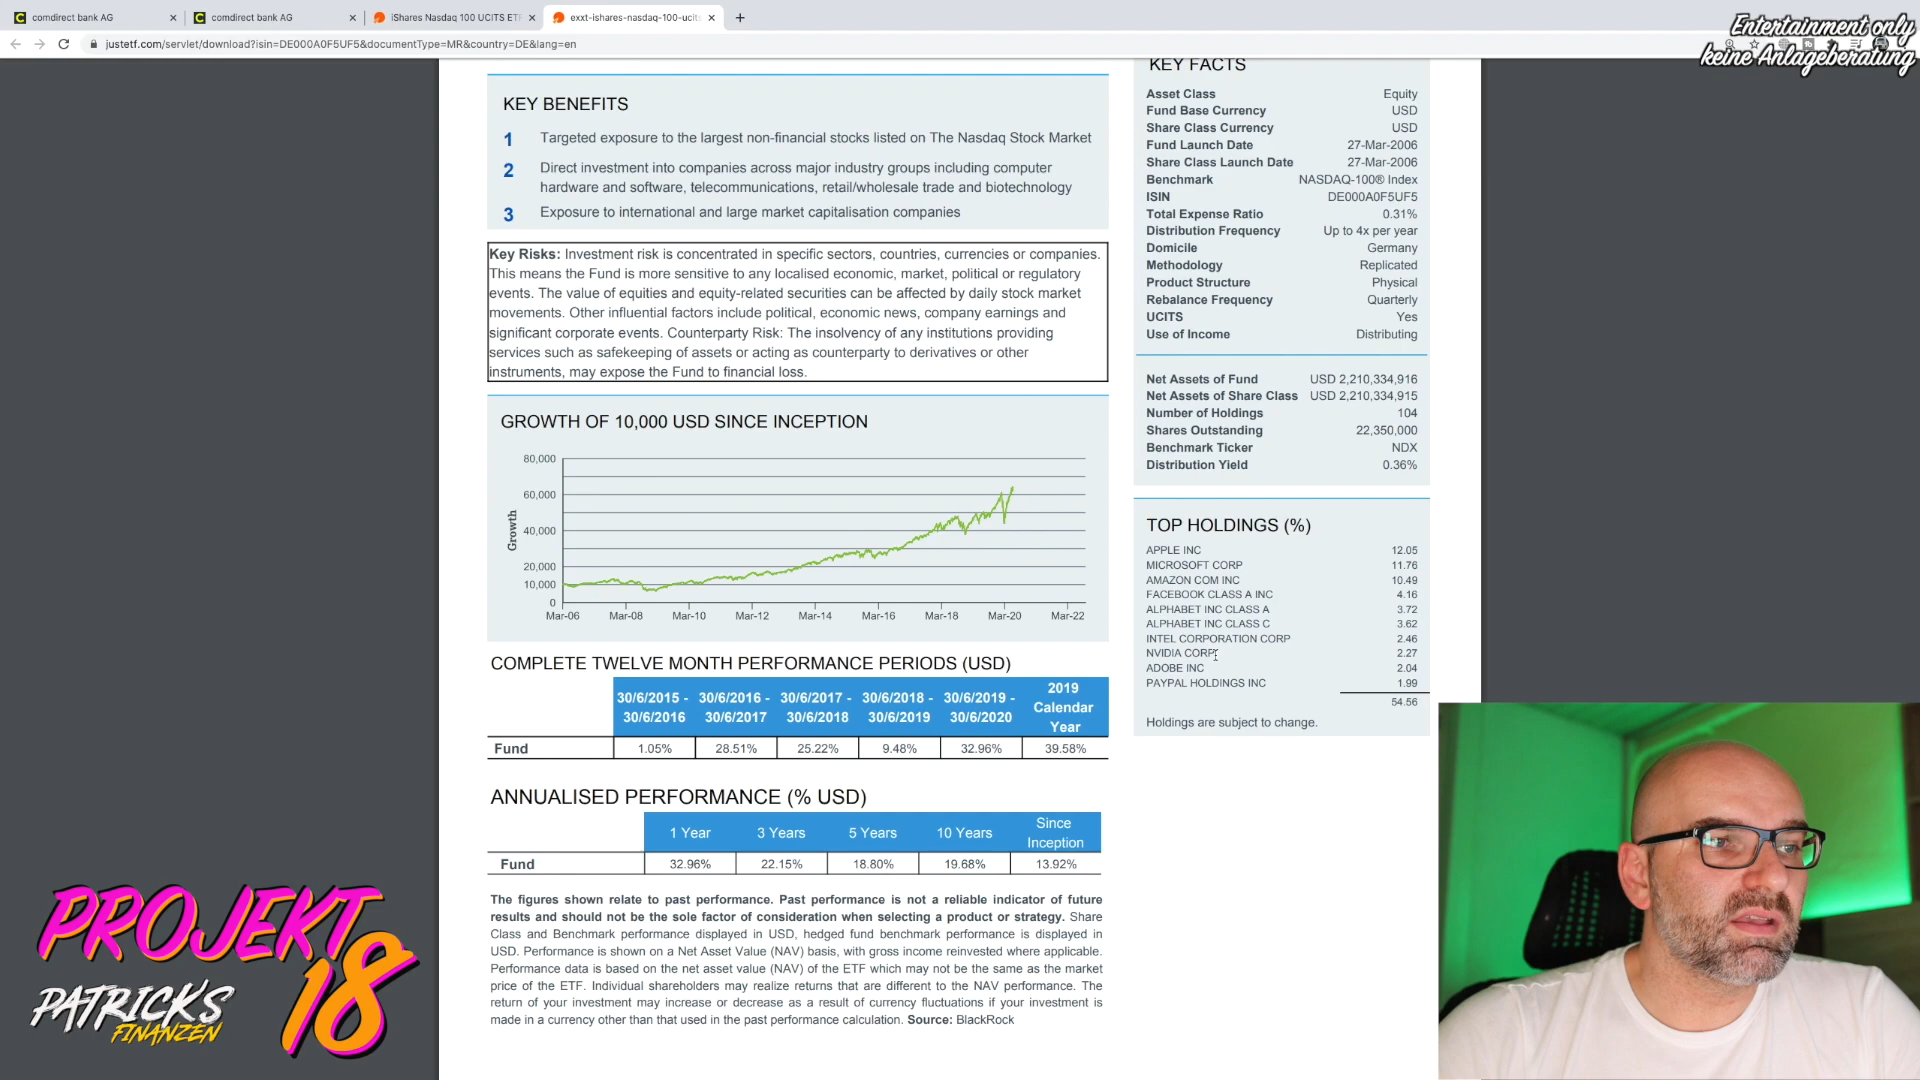 comdirect bank AG
comdirect bank AG
iShares Nasdaq 100 UCITS ETF
exxt-ishares-nasdaq-100-ucits
justetf.com/servlet/download?isin=DE000A0F5UF5&documentType=MR&country=DE&lang=en
Entertainment only
keine Anlageberatung
KEY BENEFITS
1 Targeted exposure to the largest non-financial stocks listed on The Nasdaq Stock Market
2 Direct investment into companies across major industry groups including computer
hardware and software, telecommunications, retail/wholesale trade and biotechnology
3 Exposure to international and large market capitalisation companies
Key Risks: Investment risk is concentrated in specific sectors, countries, currencies or companies.
This means the Fund is more sensitive to any localised economic, market, political or regulatory
events. The value of equities and equity-related securities can be affected by daily stock market
movements. Other influential factors include political, economic news, company earnings and
significant corporate events. Counterparty Risk: The insolvency of any institutions providing
services such as safekeeping of assets or acting as counterparty to derivatives or other
instruments, may expose the Fund to financial loss.
GROWTH OF 10,000 USD SINCE INCEPTION
80,000
60,000
40,000
20,000
10,000
0
Growth
Mar-06 Mar-08 Mar-10 Mar-12 Mar-14 Mar-16 Mar-18 Mar-20 Mar-22
COMPLETE TWELVE MONTH PERFORMANCE PERIODS (USD)
30/6/2015 - 30/6/2016 - 30/6/2017 - 30/6/2018 - 30/6/2019 - 2019
30/6/2016 30/6/2017 30/6/2018 30/6/2019 30/6/2020 Calendar
Year
Fund 1.05% 28.51% 25.22% 9.48% 32.96% 39.58%
ANNUALISED PERFORMANCE (% USD)
1 Year 3 Years 5 Years 10 Years Since
Inception
Fund 32.96% 22.15% 18.80% 19.68% 13.92%
The figures shown relate to past performance. Past performance is not a reliable indicator of future
results and should not be the sole factor of consideration when selecting a product or strategy. Share
Class and Benchmark performance displayed in USD, hedged fund benchmark performance is displayed in
USD. Performance is shown on a Net Asset Value (NAV) basis, with gross income reinvested where applicable.
Performance data is based on the net asset value (NAV) of the ETF which may not be the same as the market
price of the ETF. Individual shareholders may realize returns that are different to the NAV performance. The
return of your investment may increase or decrease as a result of currency fluctuations if your investment is
made in a currency other than that used in the past performance calculation. Source: BlackRock
KEY FACTS
Asset Class Equity
Fund Base Currency USD
Share Class Currency USD
Fund Launch Date 27-Mar-2006
Share Class Launch Date 27-Mar-2006
Benchmark NASDAQ-100® Index
ISIN DE000A0F5UF5
Total Expense Ratio 0.31%
Distribution Frequency Up to 4x per year
Domicile Germany
Methodology Replicated
Product Structure Physical
Rebalance Frequency Quarterly
UCITS Yes
Use of Income Distributing
Net Assets of Fund USD 2,210,334,916
Net Assets of Share Class USD 2,210,334,915
Number of Holdings 104
Shares Outstanding 22,350,000
Benchmark Ticker NDX
Distribution Yield 0.36%
TOP HOLDINGS (%)
APPLE INC 12.05
MICROSOFT CORP 11.76
AMAZON COM INC 10.49
FACEBOOK CLASS A INC 4.16
ALPHABET INC CLASS A 3.72
ALPHABET INC CLASS C 3.62
INTEL CORPORATION CORP 2.46
NVIDIA CORP 2.27
ADOBE INC 2.04
PAYPAL HOLDINGS INC 1.99
54.56
Holdings are subject to change.
PROJEKT
18
PATRICKS
FINANZEN